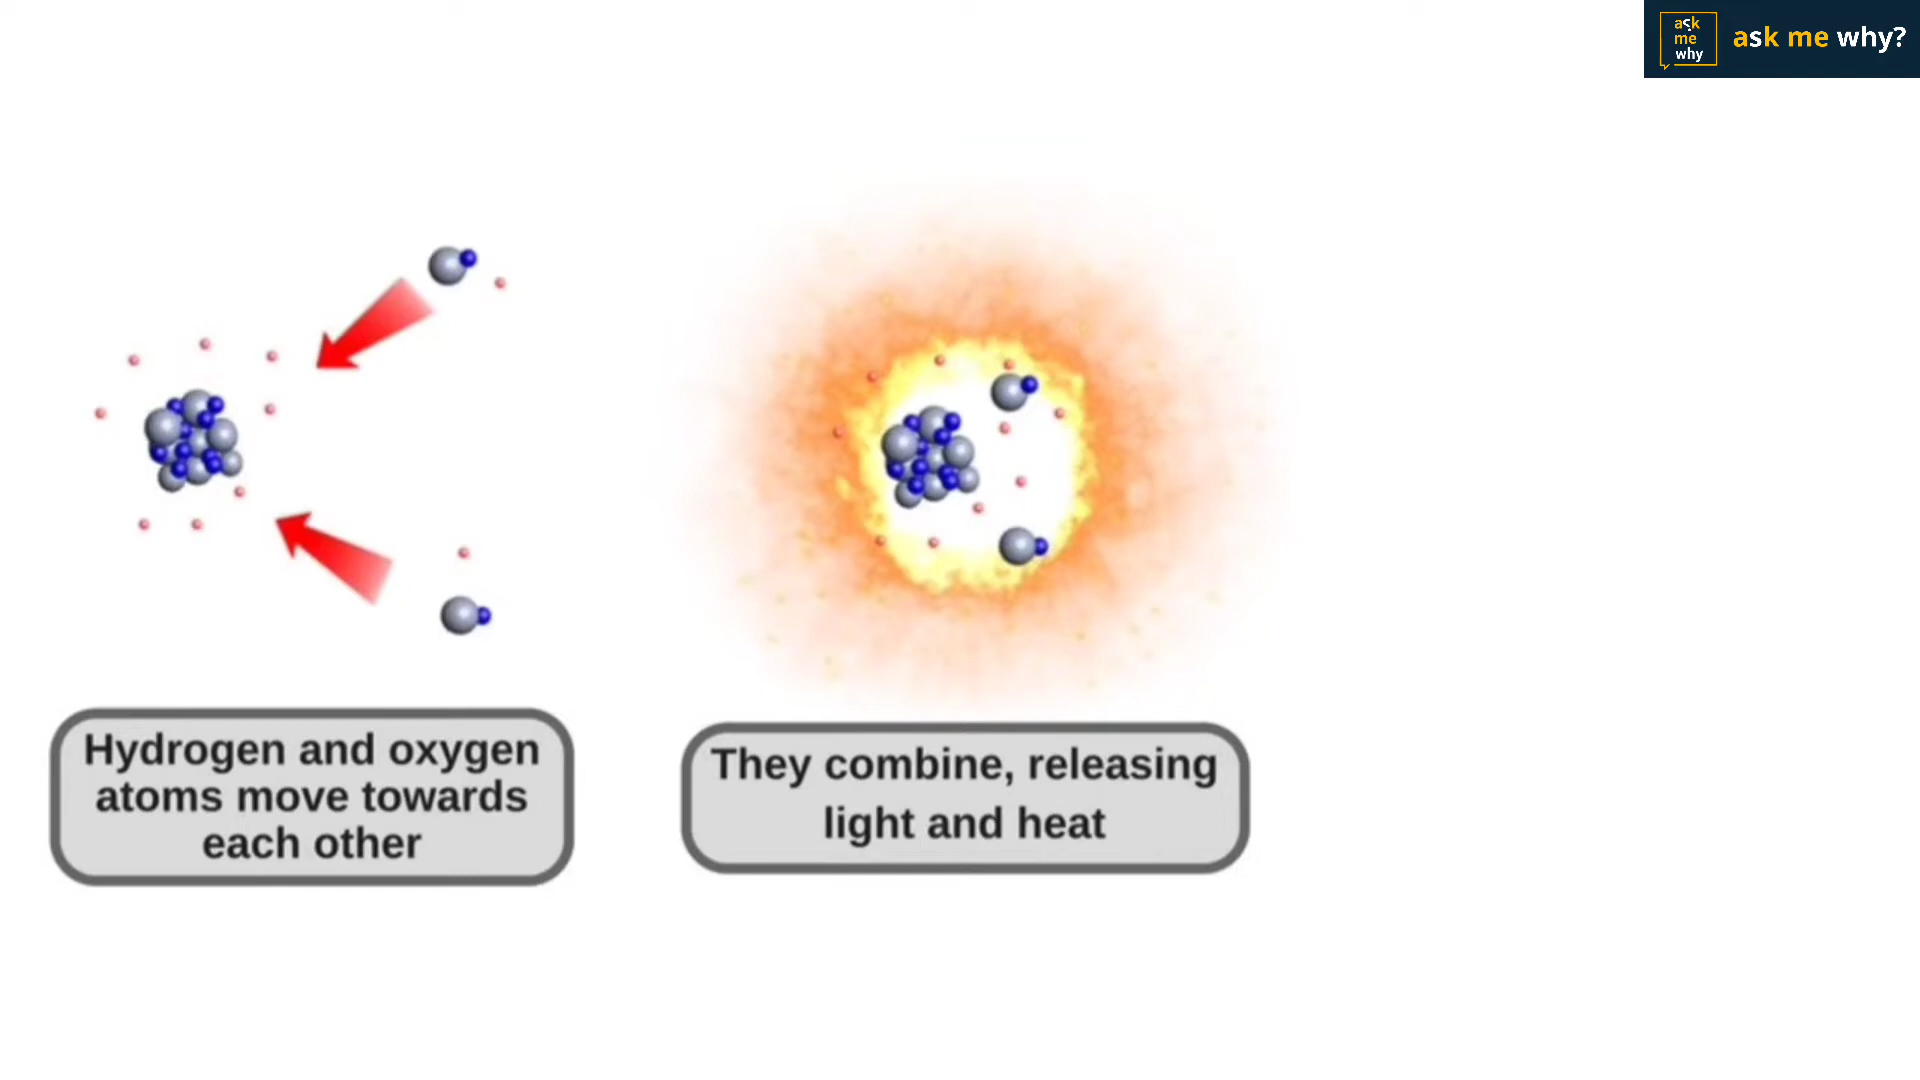 ask
me
why
ask me why?
Hydrogen and oxygen
atoms move towards
each other
They combine, releasing
light and heat